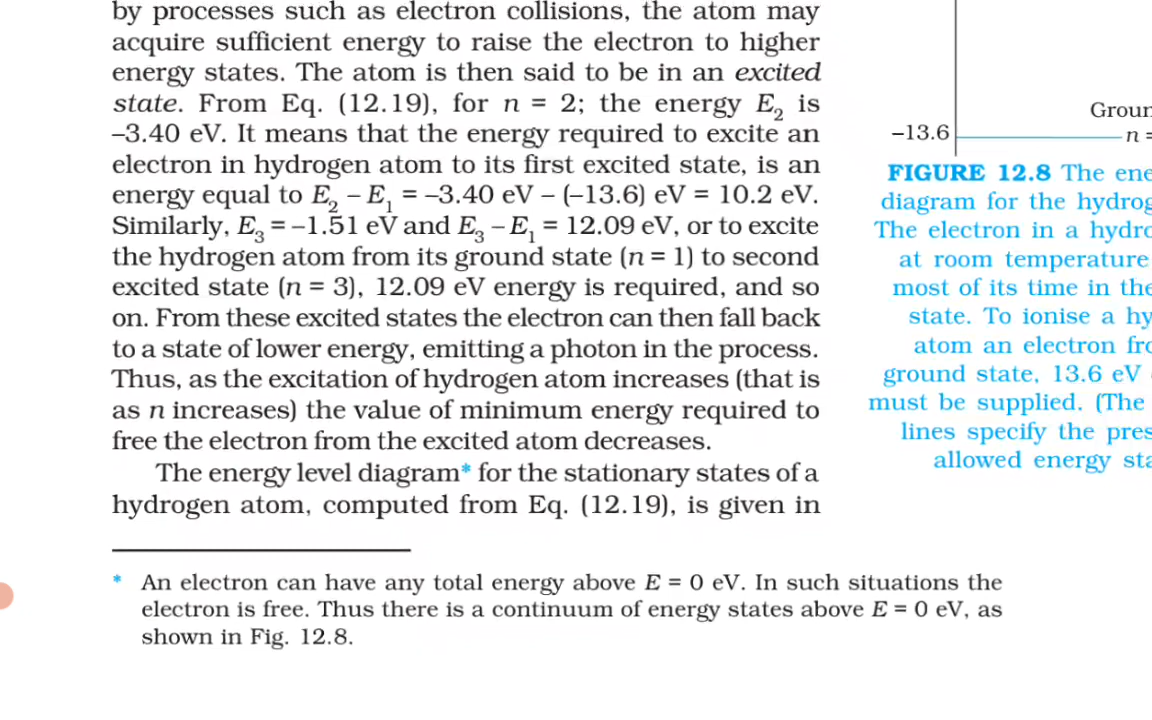 by processes such as electron collisions, the atom may
acquire sufficient energy to raise the electron to higher
energy states. The atom is then said to be in an excited
state. From Eq. (12.19), for n = 2; the energy E₂ is
–3.40 eV. It means that the energy required to excite an
electron in hydrogen atom to its first excited state, is an
energy equal to E₂ – E₁ = –3.40 eV – (–13.6) eV = 10.2 eV.
Similarly, E₃ = –1.51 eV and E₃ – E₁ = 12.09 eV, or to excite
the hydrogen atom from its ground state (n = 1) to second
excited state (n = 3), 12.09 eV energy is required, and so
on. From these excited states the electron can then fall back
to a state of lower energy, emitting a photon in the process.
Thus, as the excitation of hydrogen atom increases (that is
as n increases) the value of minimum energy required to
free the electron from the excited atom decreases.
The energy level diagram* for the stationary states of a
hydrogen atom, computed from Eq. (12.19), is given in
Groun
–13.6
n =
FIGURE 12.8 The ene
diagram for the hydrog
The electron in a hydro
at room temperature
most of its time in the
state. To ionise a hy
atom an electron fro
ground state, 13.6 eV
must be supplied. (The
lines specify the pres
allowed energy sta
* An electron can have any total energy above E = 0 eV. In such situations the
electron is free. Thus there is a continuum of energy states above E = 0 eV, as
shown in Fig. 12.8.